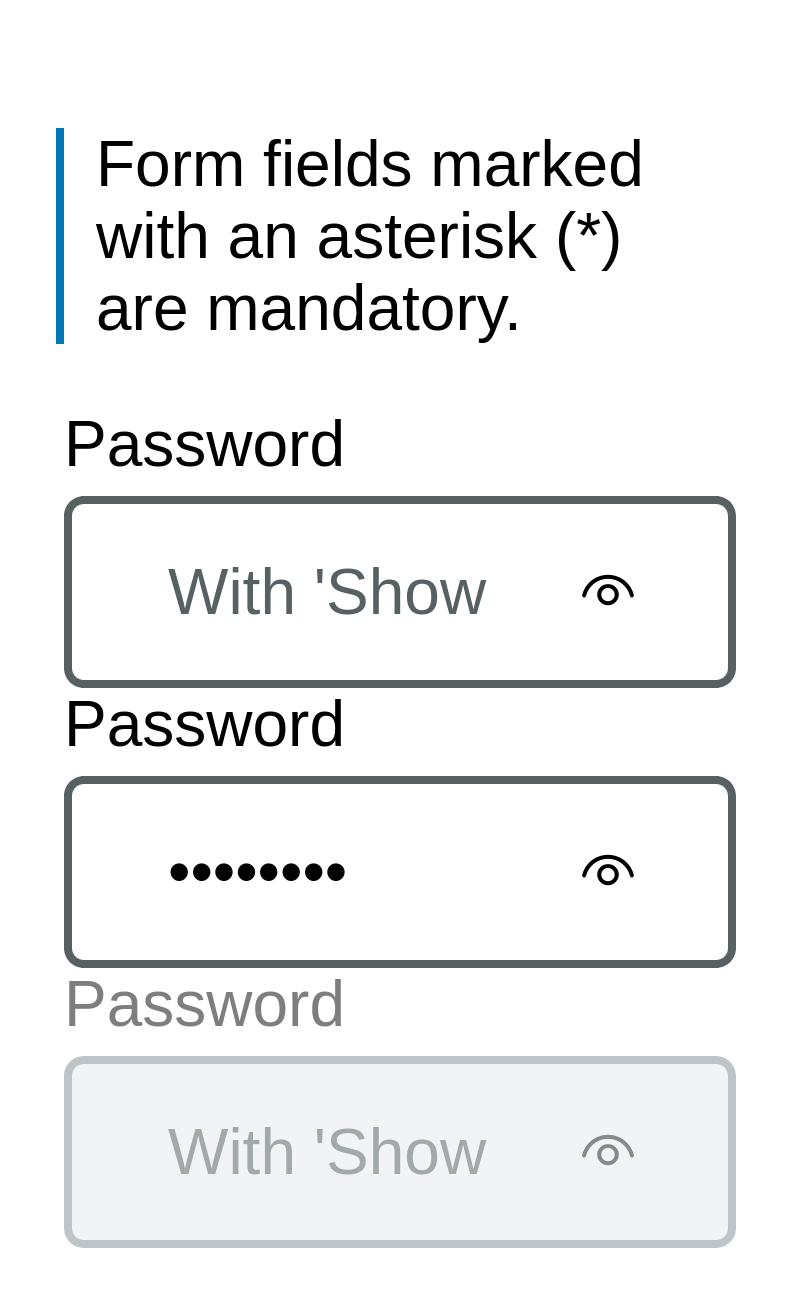 Form fields marked
with an asterisk (*)
are mandatory.
Password
With 'Show
Password
••••••••
Password
With 'Show